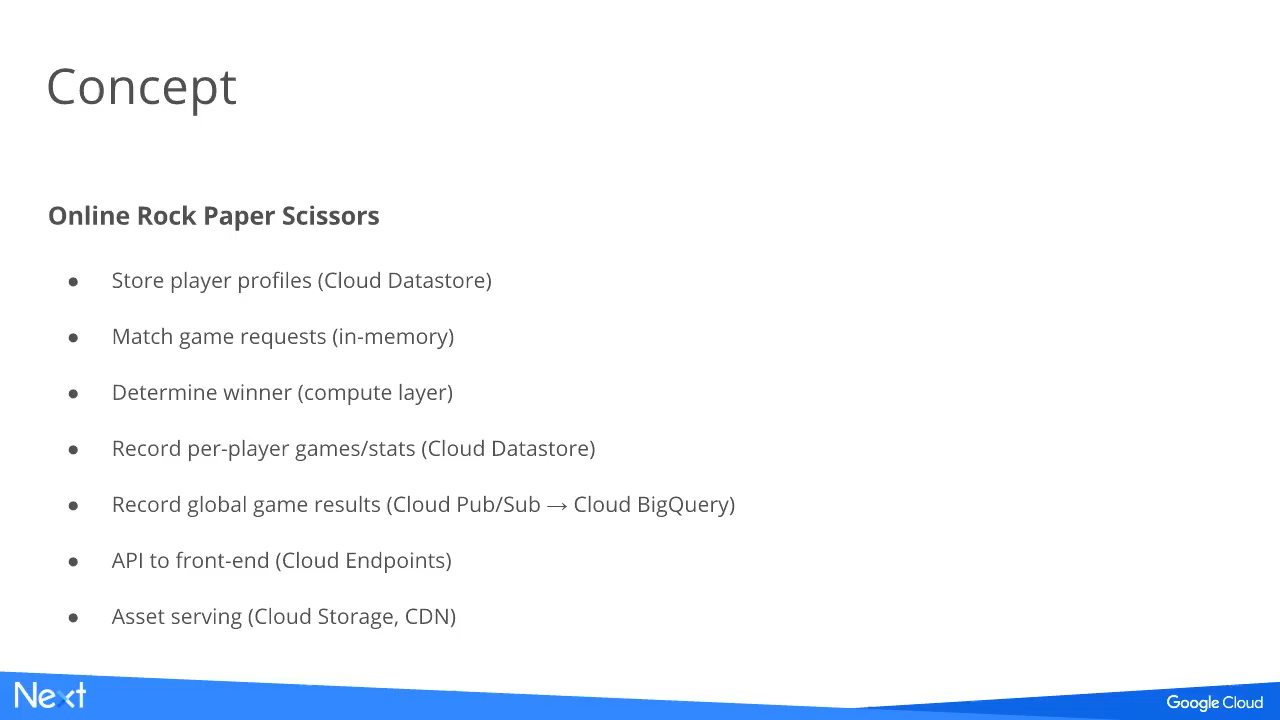 Concept
Online Rock Paper Scissors
● Store player profiles (Cloud Datastore)
● Match game requests (in-memory)
● Determine winner (compute layer)
● Record per-player games/stats (Cloud Datastore)
● Record global game results (Cloud Pub/Sub → Cloud BigQuery)
● API to front-end (Cloud Endpoints)
● Asset serving (Cloud Storage, CDN)
Next
Google Cloud